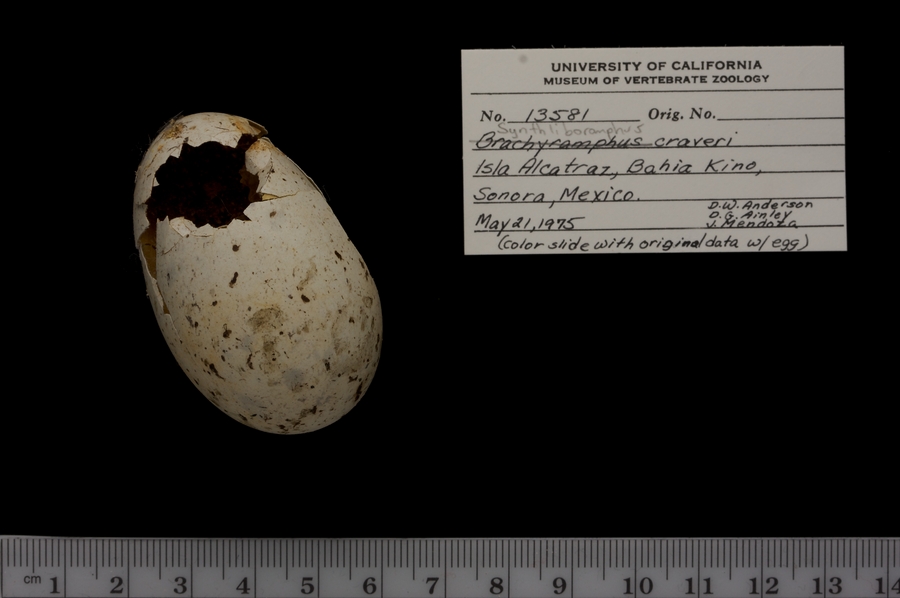 UNIVERSITY OF CALIFORNIA
MUSEUM OF VERTEBRATE ZOOLOGY
No. 13581 Orig. No.
Synthliboramphus
Brachyramphus craveri
Isla Alcatraz, Bahia Kino,
Sonora, Mexico.
D.W. Anderson
D.G. Ainley
May 21, 1975 J. Mendoza
(color slide with original data w/ egg)
cm 1 2 3 4 5 6 7 8 9 10 11 12 13 14